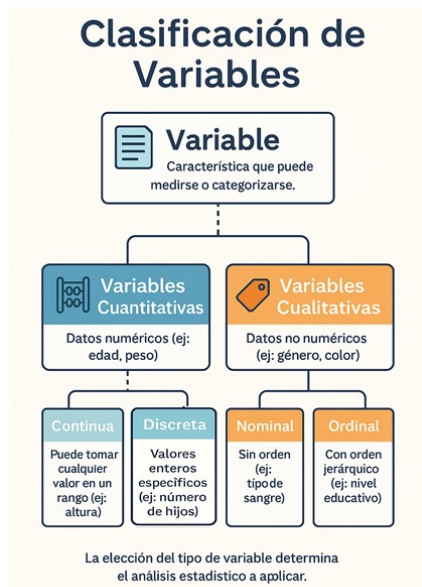 Clasificación de
Variables
Variable
Característica que puede
medirse o categorizarse.
Variables
Cuantitativas
Datos numéricos (ej:
edad, peso)
Variables
Cualitativas
Datos no numéricos
(ej: género, color)
Continua
Puede tomar
cualquier
valor en un
rango (ej:
altura)
Discreta
Valores
enteros
específicos
(ej: número
de hijos)
Nominal
Sin orden
(ej:
típo de
sangre)
Ordinal
Con orden
jerárquico
(ej: nivel
educativo)
La elección del tipo de variable determina
el análisis estadistico a aplicar.